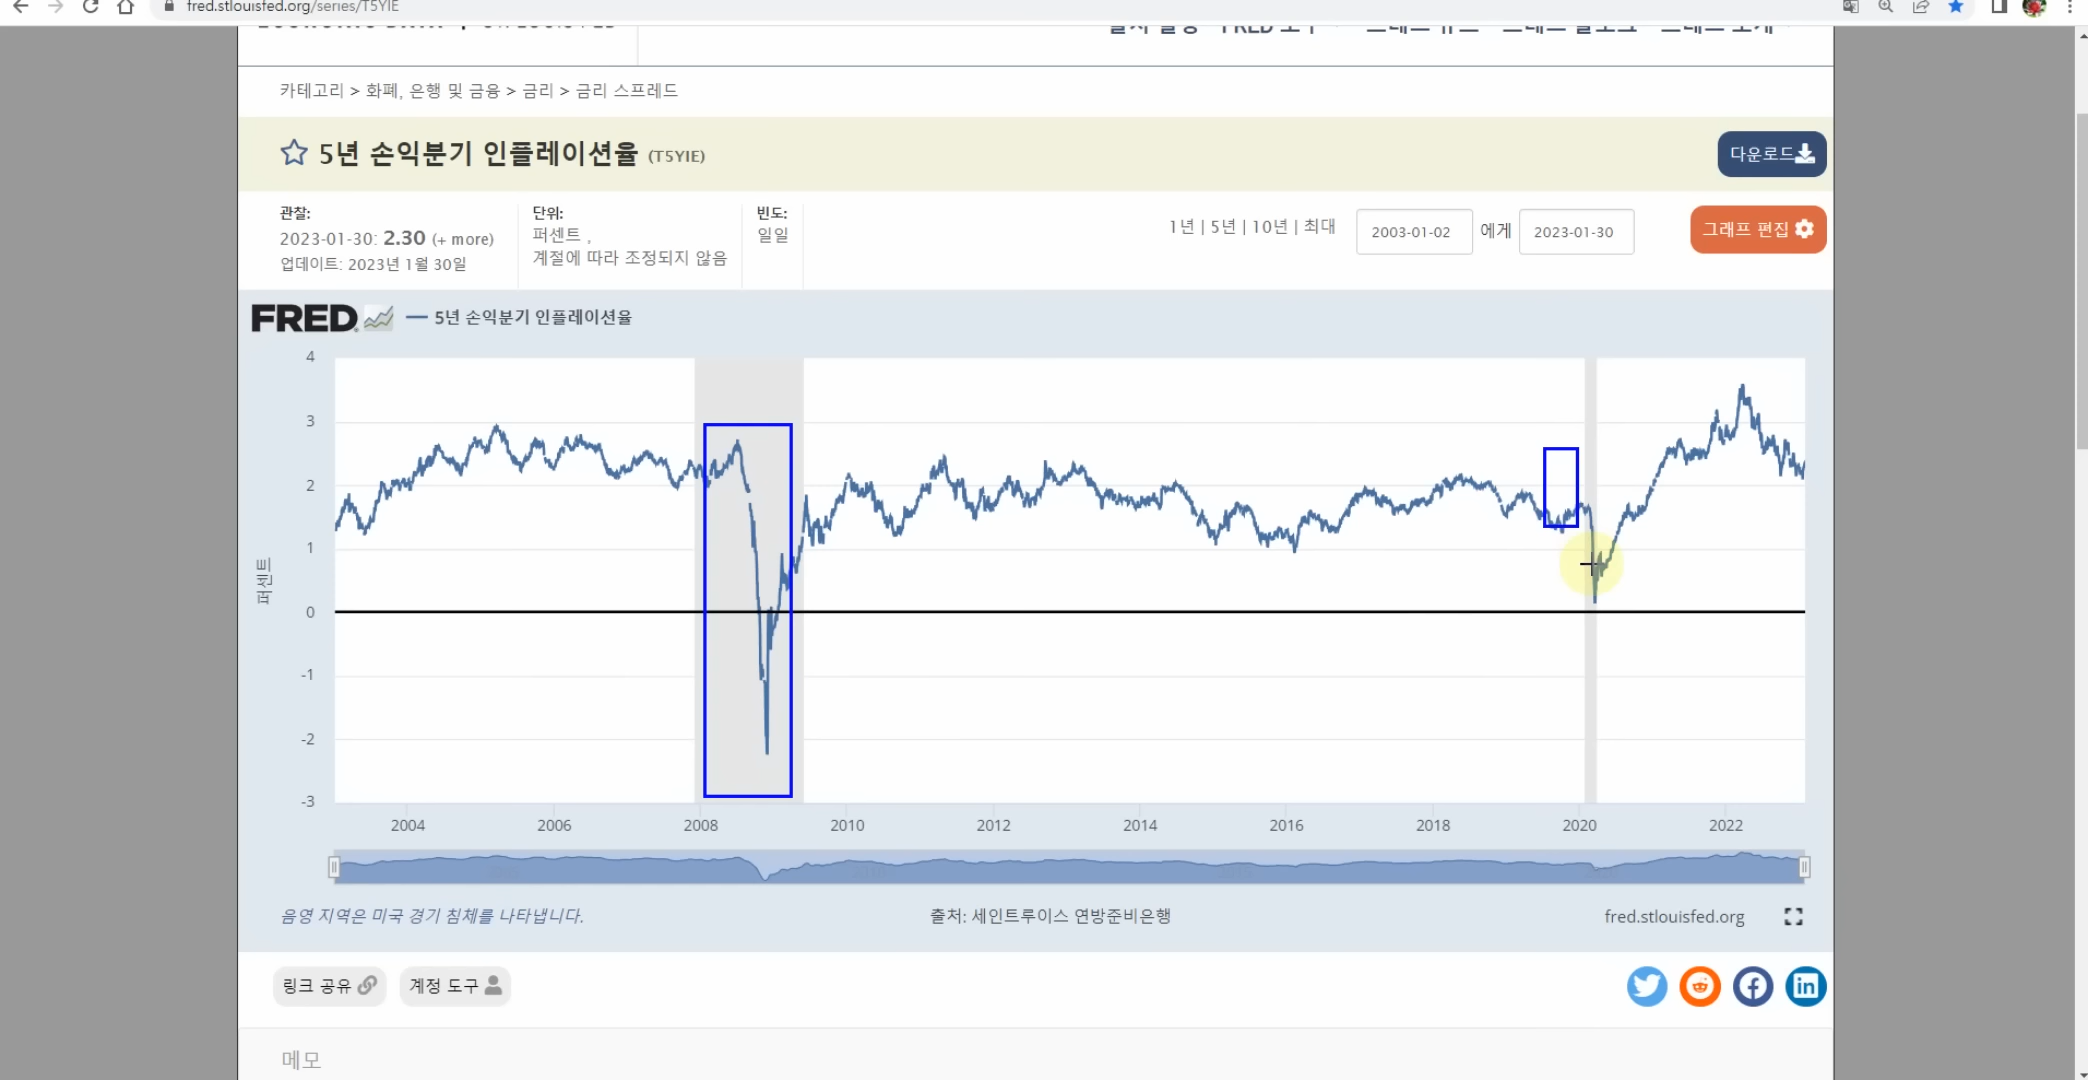 fred.stlouisfed.org/series/T5YIE
카테고리 > 화폐, 은행 및 금융 > 금리 > 금리 스프레드
5년 손익분기 인플레이션율 (T5YIE)
다운로드
관찰:
2023-01-30: 2.30 (+ more)
업데이트: 2023년 1월 30일
단위:
퍼센트 ,
계절에 따라 조정되지 않음
빈도:
일일
1년 | 5년 | 10년 | 최대
2003-01-02 에게 2023-01-30
그래프 편집
FRED
5년 손익분기 인플레이션율
퍼센트
4
3
2
1
0
-1
-2
-3
2004 2006 2008 2010 2012 2014 2016 2018 2020 2022
음영 지역은 미국 경기 침체를 나타냅니다.
출처: 세인트루이스 연방준비은행
fred.stlouisfed.org
링크 공유
계정 도구
메모